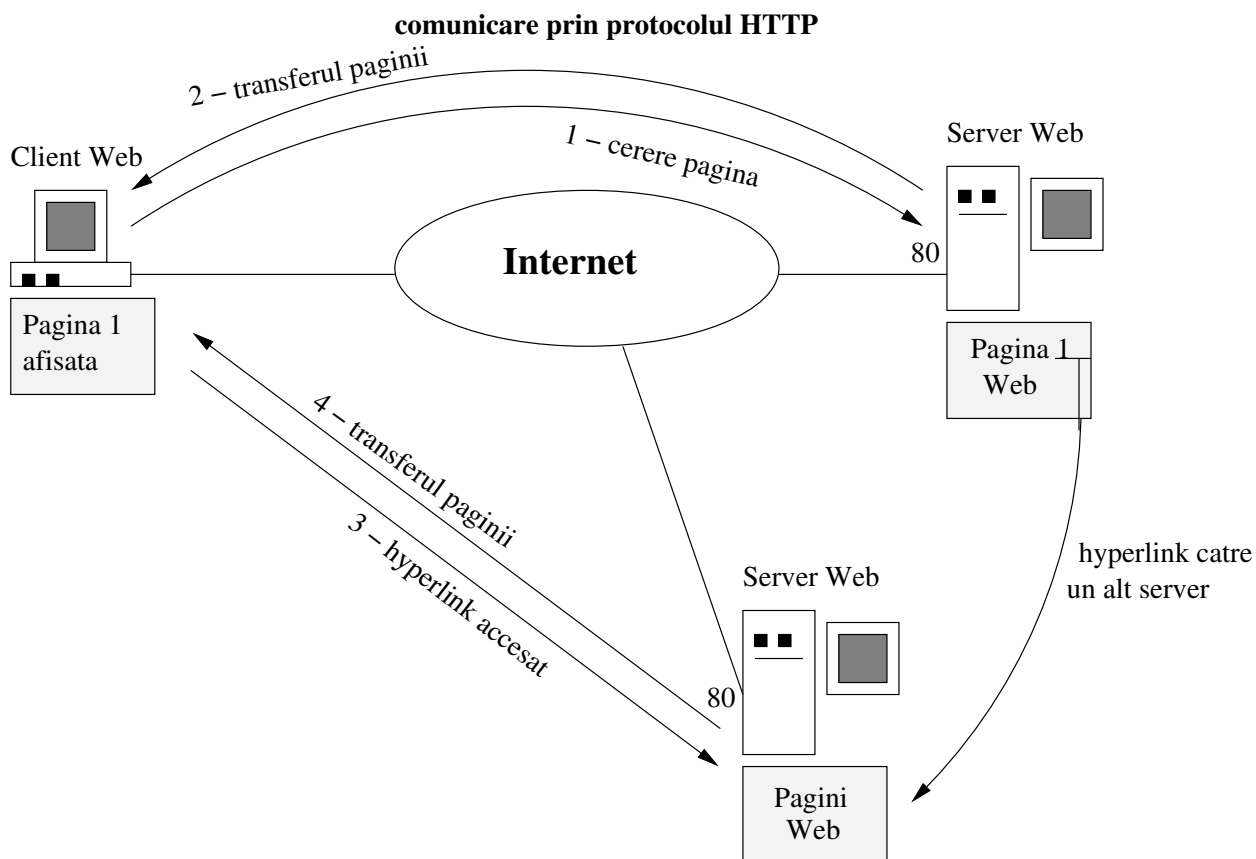 comunicare prin protocolul HTTP
2 – transferul paginii
1 – cerere pagina
Client Web
Server Web
80
Internet
Pagina 1
afisata
Pagina 1
Web
4 – transferul paginii
3 – hyperlink accesat
hyperlink catre
un alt server
Server Web
80
Pagini
Web